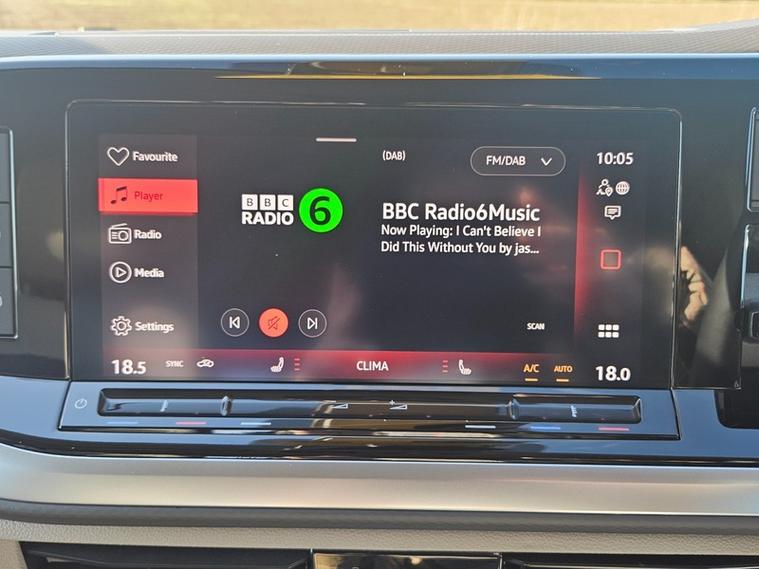 Favourite
(DAB)
FM/DAB
10:05
Player
BBC
RADIO 6
BBC Radio6Music
Now Playing: I Can't Believe I
Did This Without You by jas...
Radio
Media
Settings
SCAN
18.5
SYNC
CLIMA
A/C
AUTO
18.0